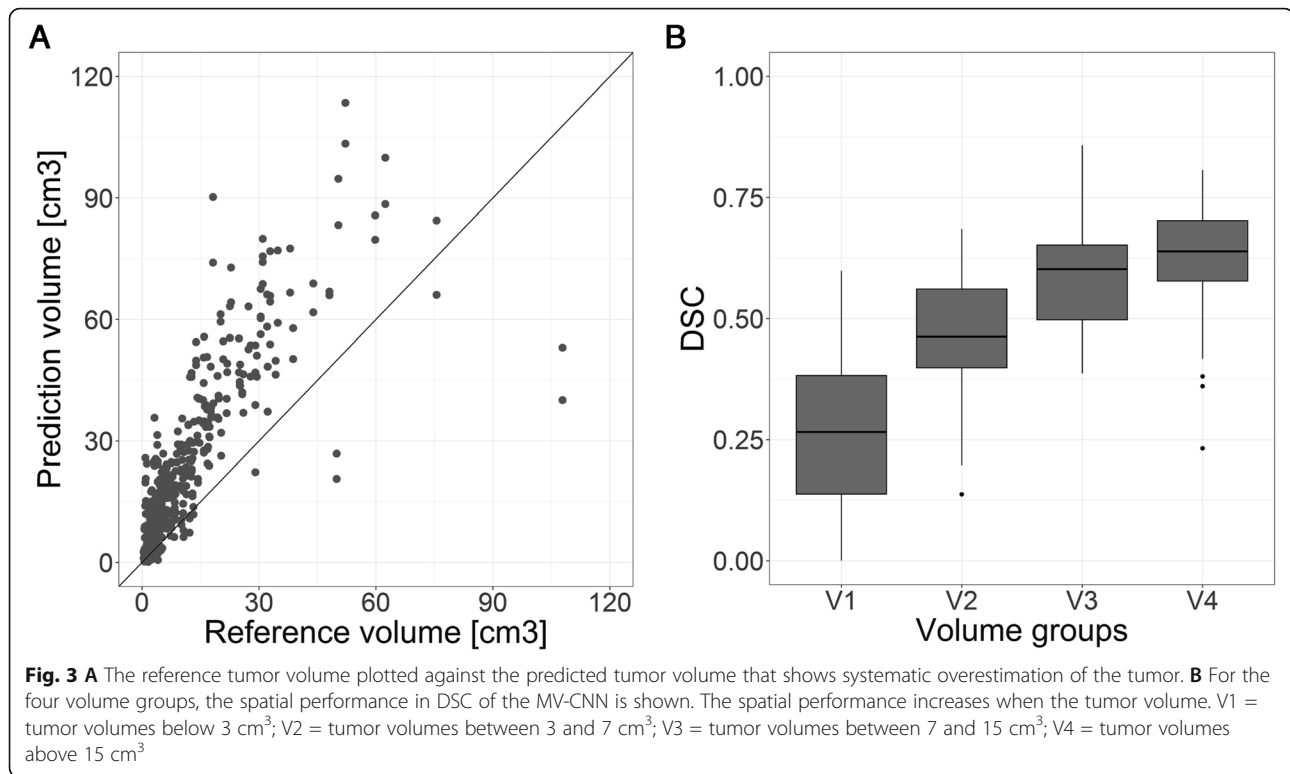 A
B
120
90
60
30
0
Prediction volume [cm3]
0 30 60 90 120
Reference volume [cm3]
1.00
0.75
0.50
0.25
0.00
DSC
V1 V2 V3 V4
Volume groups
Fig. 3 A The reference tumor volume plotted against the predicted tumor volume that shows systematic overestimation of the tumor. B For the
four volume groups, the spatial performance in DSC of the MV-CNN is shown. The spatial performance increases when the tumor volume. V1 =
tumor volumes below 3 cm³; V2 = tumor volumes between 3 and 7 cm³; V3 = tumor volumes between 7 and 15 cm³; V4 = tumor volumes
above 15 cm³